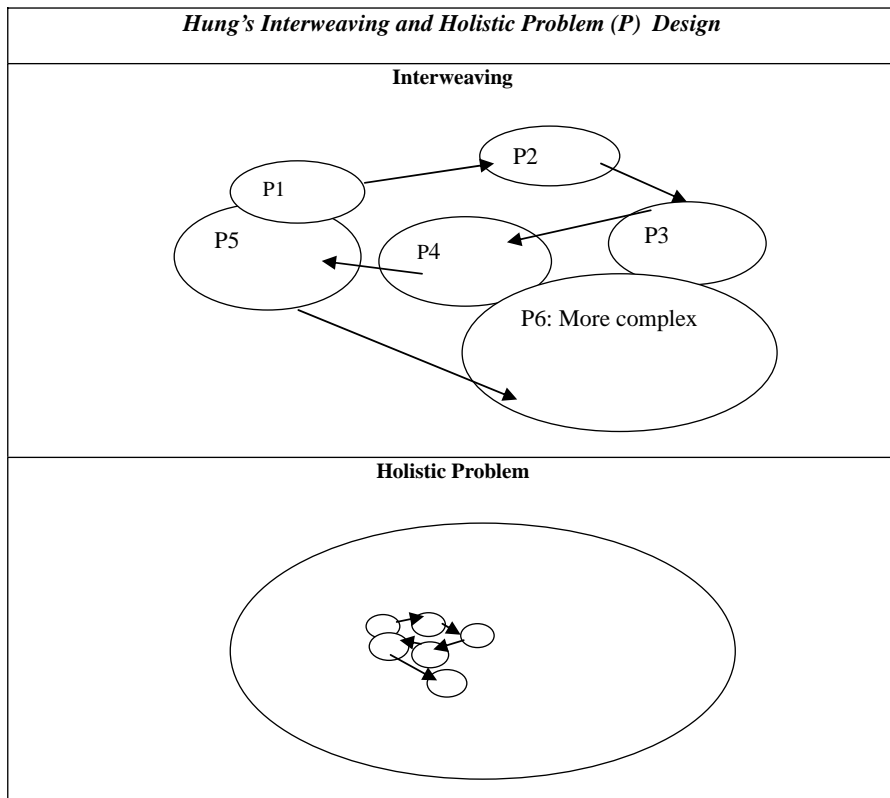 Hung's Interweaving and Holistic Problem (P) Design
Interweaving
P1
P2
P3
P4
P5
P6: More complex
Holistic Problem